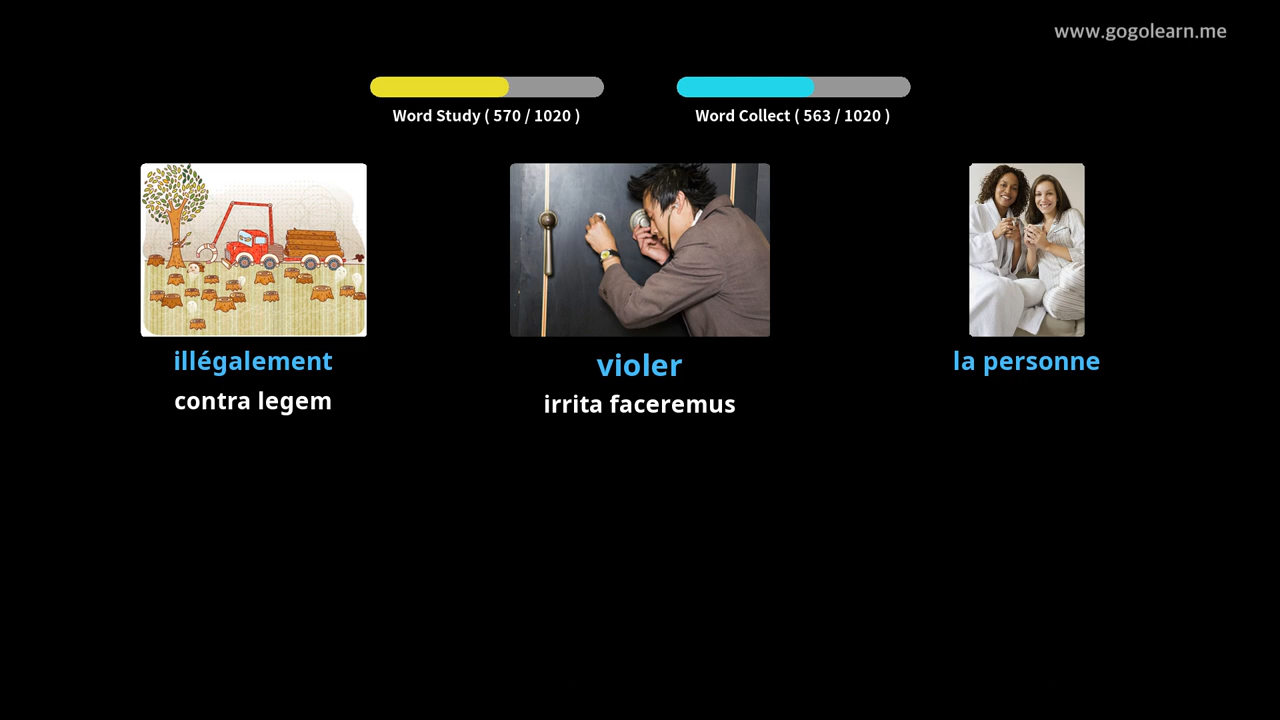 www.gogolearn.me
Word Study ( 570 / 1020 )
Word Collect ( 563 / 1020 )
illégalement
violer
la personne
contra legem
irrita faceremus